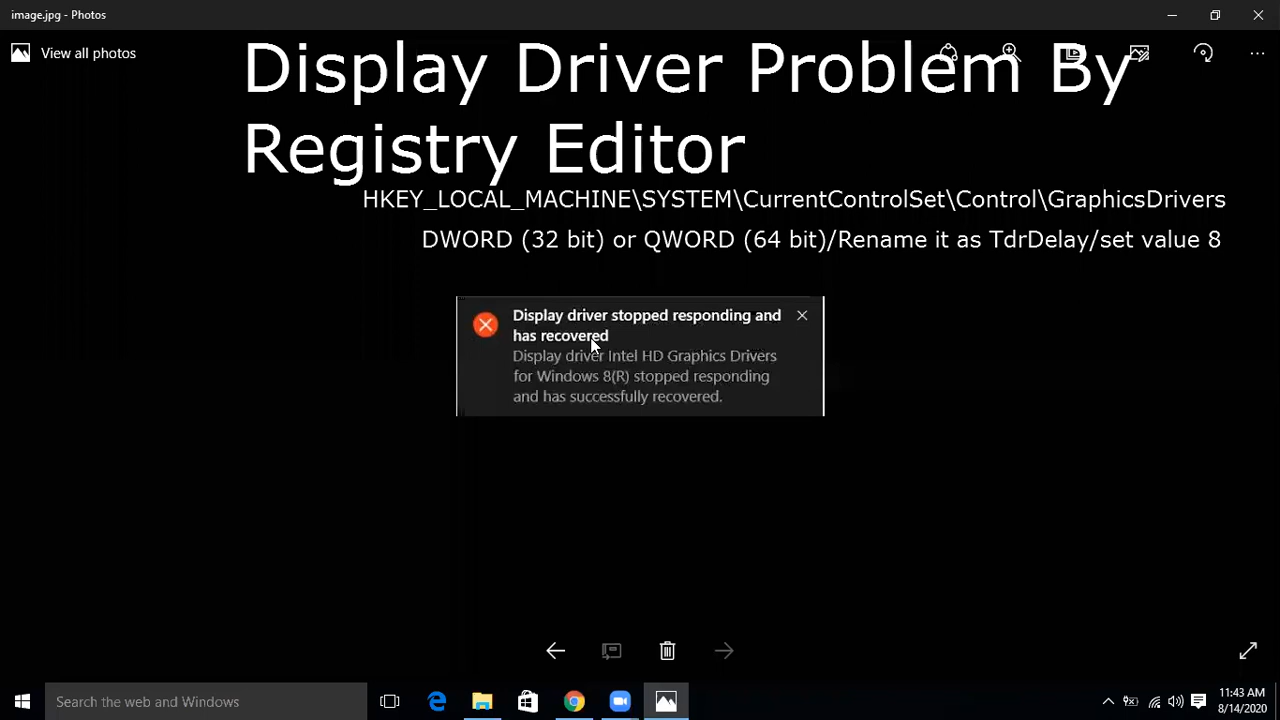 image.jpg - Photos
View all photos
Display Driver Problem By
Registry Editor
HKEY_LOCAL_MACHINE\SYSTEM\CurrentControlSet\Control\GraphicsDrivers
DWORD (32 bit) or QWORD (64 bit)/Rename it as TdrDelay/set value 8
Display driver stopped responding and
has recovered
Display driver Intel HD Graphics Drivers
for Windows 8(R) stopped responding
and has successfully recovered.
Search the web and Windows
11:43 AM
8/14/2020